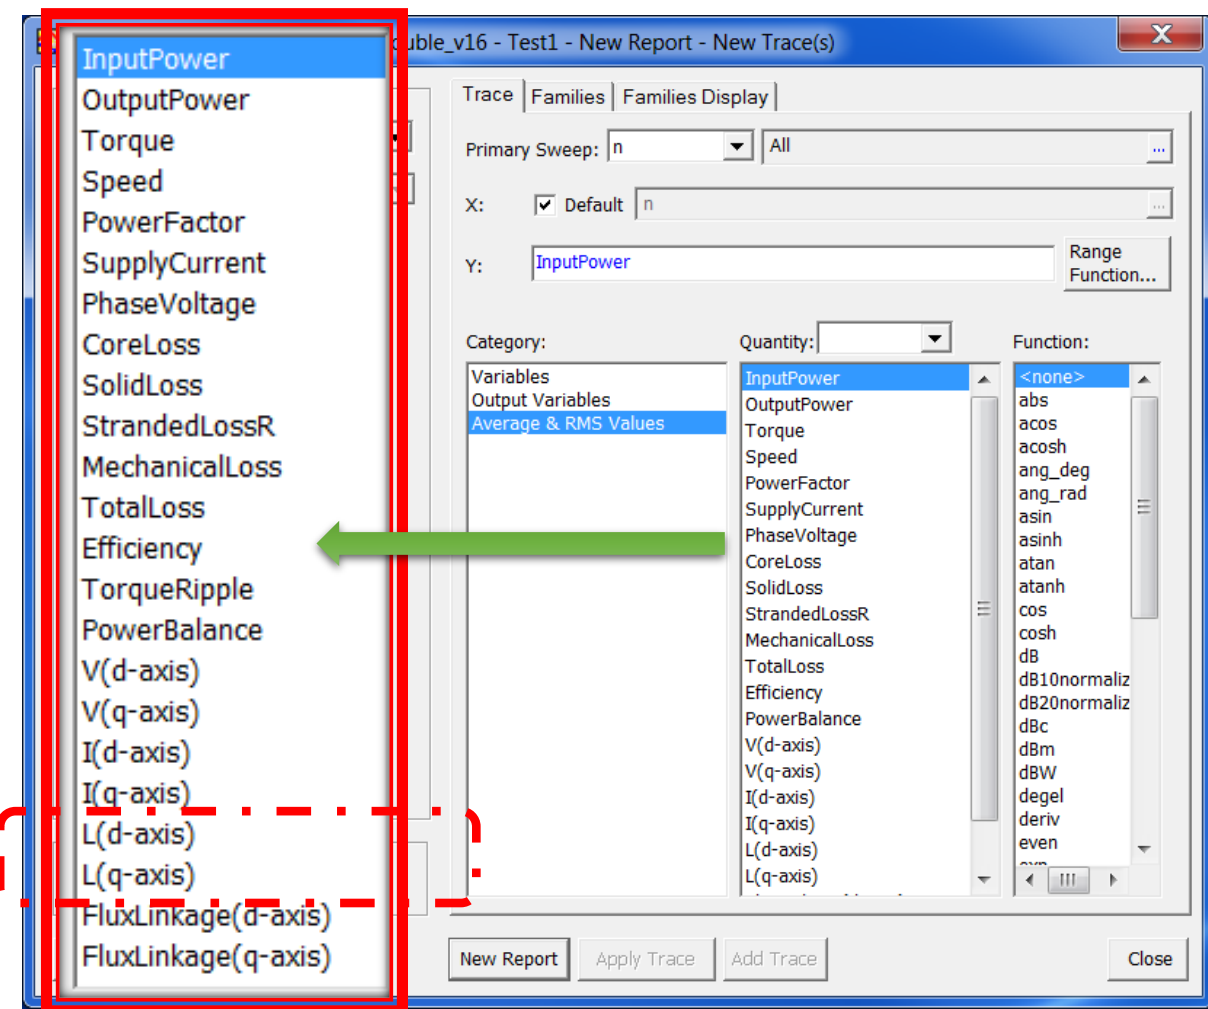 uble_v16 - Test1 - New Report - New Trace(s)
X
InputPower
OutputPower
Torque
Speed
PowerFactor
SupplyCurrent
PhaseVoltage
CoreLoss
SolidLoss
StrandedLossR
MechanicalLoss
TotalLoss
Efficiency
TorqueRipple
PowerBalance
V(d-axis)
V(q-axis)
I(d-axis)
I(q-axis)
L(d-axis)
L(q-axis)
FluxLinkage(d-axis)
FluxLinkage(q-axis)
Trace Families Families Display
Primary Sweep: n All ...
X: Default n ...
Y: InputPower Range Function...
Category:
Variables
Output Variables
Average & RMS Values
Quantity:
InputPower
OutputPower
Torque
Speed
PowerFactor
SupplyCurrent
PhaseVoltage
CoreLoss
SolidLoss
StrandedLossR
MechanicalLoss
TotalLoss
Efficiency
PowerBalance
V(d-axis)
V(q-axis)
I(d-axis)
I(q-axis)
L(d-axis)
L(q-axis)
Function:
<none>
abs
acos
acosh
ang_deg
ang_rad
asin
asinh
atan
atanh
cos
cosh
dB
dB10normaliz
dB20normaliz
dBc
dBm
dBW
degel
deriv
even
New Report Apply Trace Add Trace Close